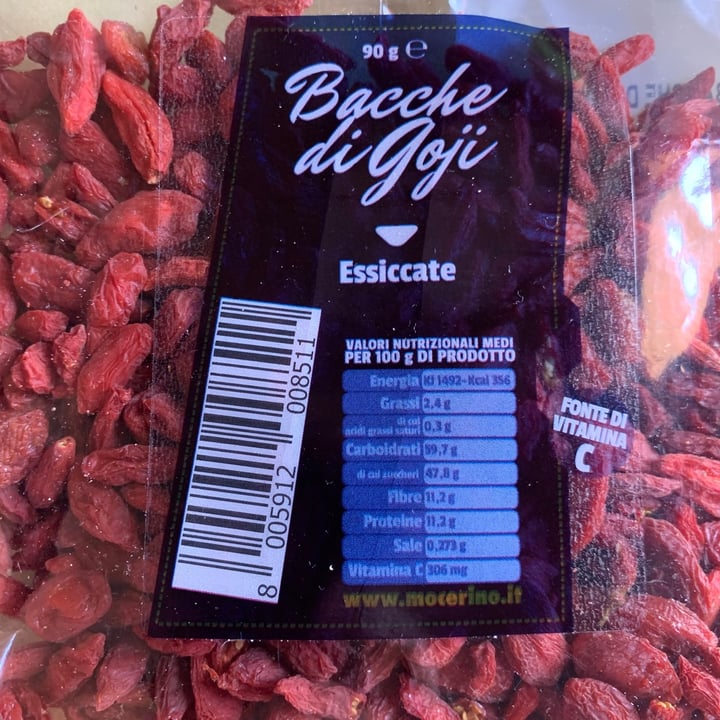 90 g ℮
Bacche
di Goji
Essiccate
VALORI NUTRIZIONALI MEDI
PER 100 g DI PRODOTTO
Energia KJ 1492-Kcal 356
Grassi 2,4 g
di cui
acidi grassi saturi 0,3 g
Carboidrati 59,7 g
di cui zuccheri 47,8 g
Fibre 11,2 g
Proteine 11,2 g
Sale 0,273 g
Vitamina C 306 mg
www.mocerino.it
FONTE DI
VITAMINA
C
8 005912 008511